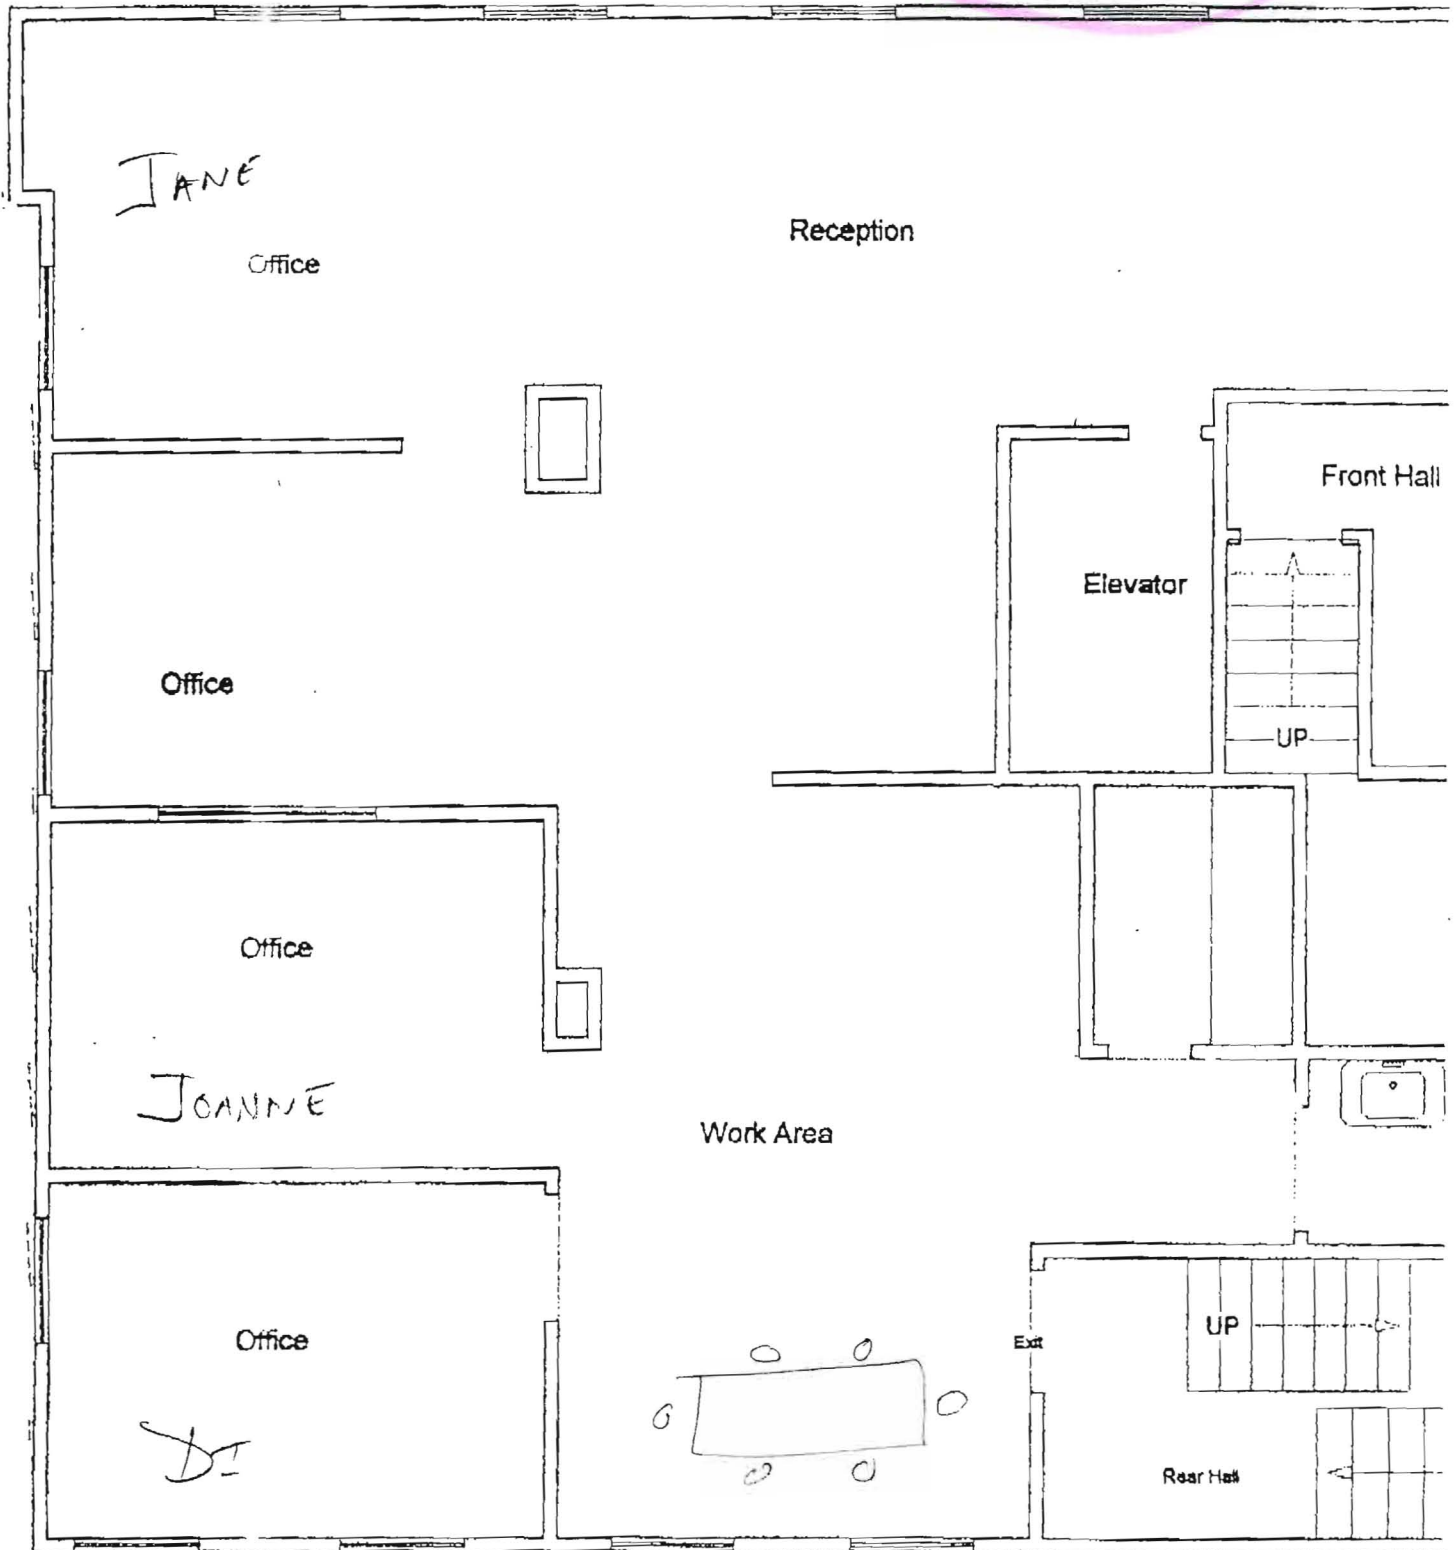 JANE
Reception
Office
Front Hall
Elevator
Office
UP
Office
JOANNE
Work Area
Office
UP
Exit
DI
Rear Hall